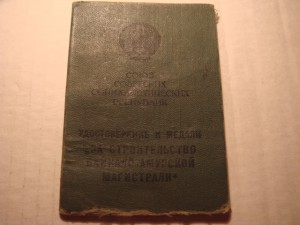 СОЮЗ
СОВЕТСКИХ
СОЦИАЛИСТИЧЕСКИХ
РЕСПУБЛИК
УДОСТОВЕРЕНИЕ К МЕДАЛИ
«ЗА СТРОИТЕЛЬСТВО
БАЙКАЛО-АМУРСКОЙ
МАГИСТРАЛИ»